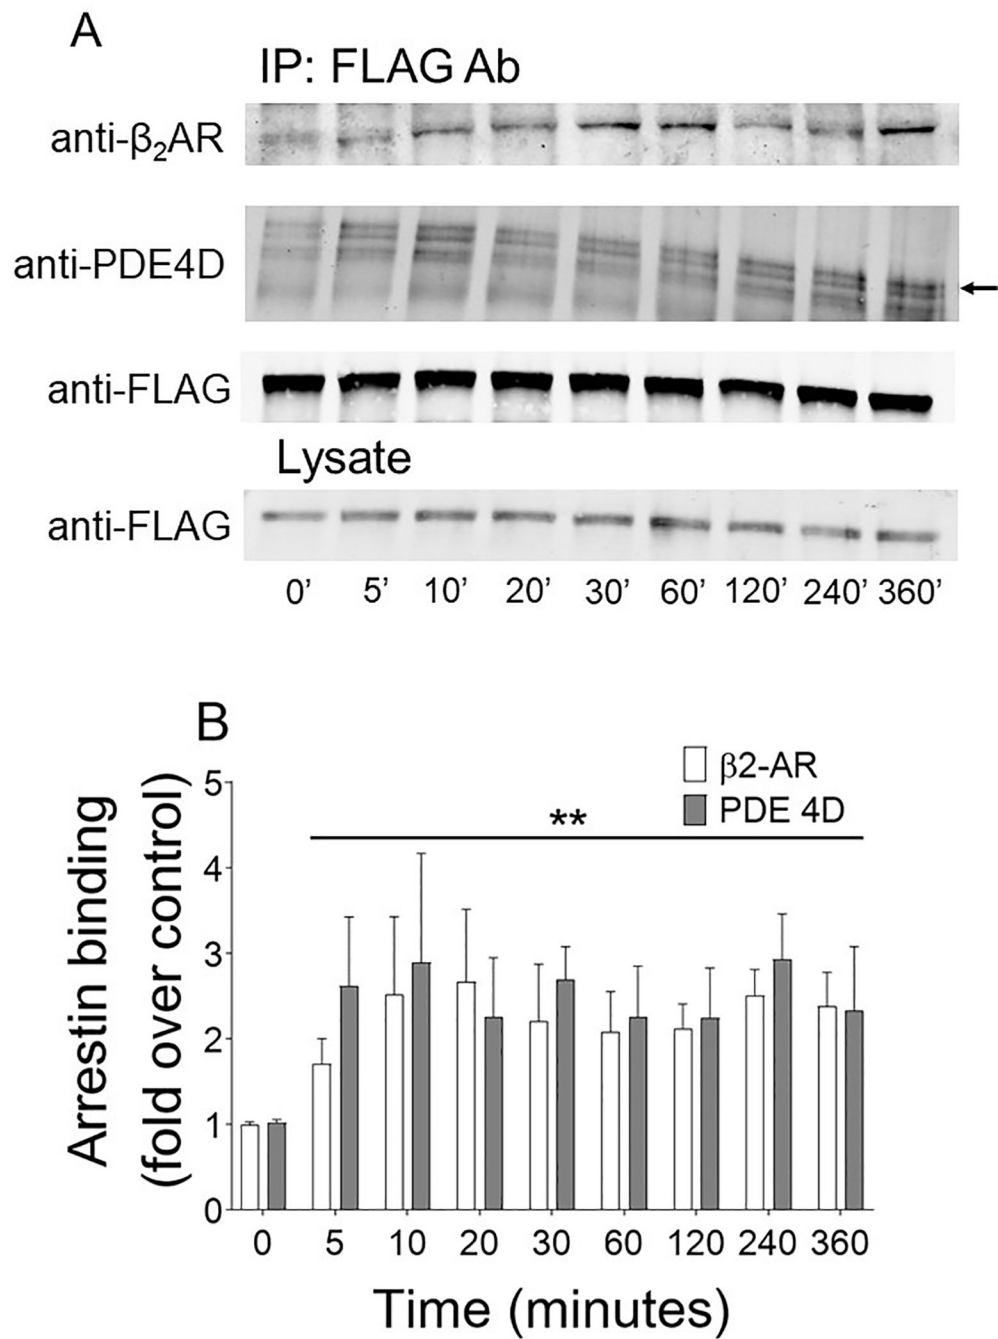 A
IP: FLAG Ab
anti-β₂AR
anti-PDE4D
anti-FLAG
Lysate
anti-FLAG
0’ 5’ 10’ 20’ 30’ 60’ 120’ 240’ 360’
B
β2-AR
PDE 4D
**
Arrestin binding
(fold over control)
5
4
3
2
1
0
0 5 10 20 30 60 120 240 360
Time (minutes)